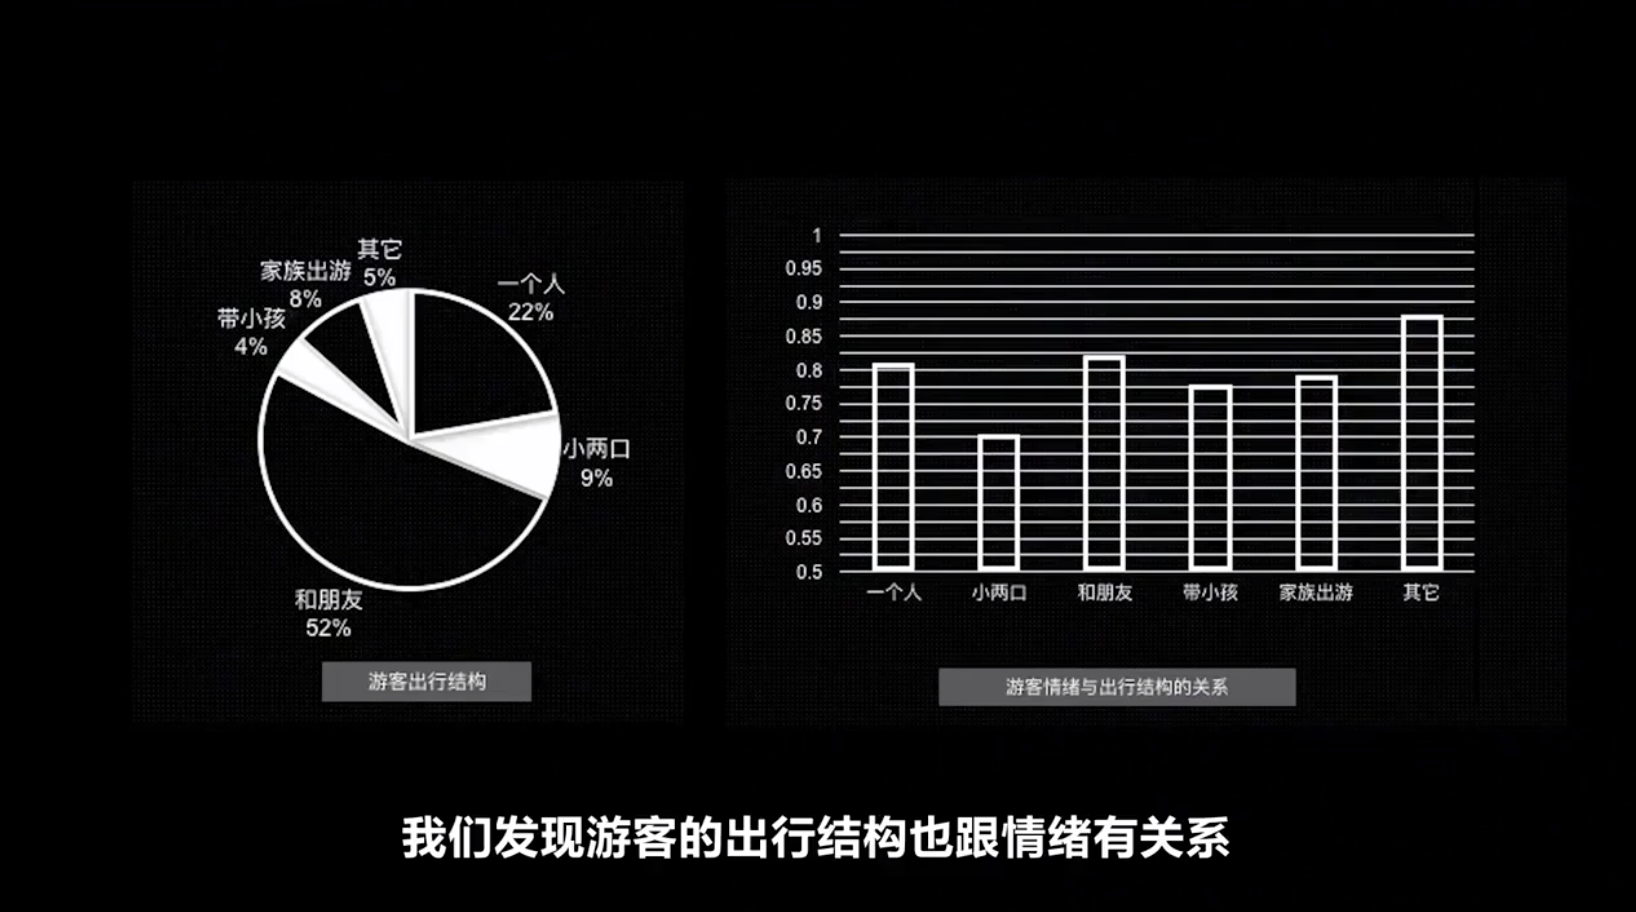 其它
5%
家族出游
8%
带小孩
4%
一个人
22%
小两口
9%
和朋友
52%
游客出行结构
1
0.95
0.9
0.85
0.8
0.75
0.7
0.65
0.6
0.55
0.5
一个人 小两口 和朋友 带小孩 家族出游 其它
游客情绪与出行结构的关系
我们发现游客的出行结构也跟情绪有关系